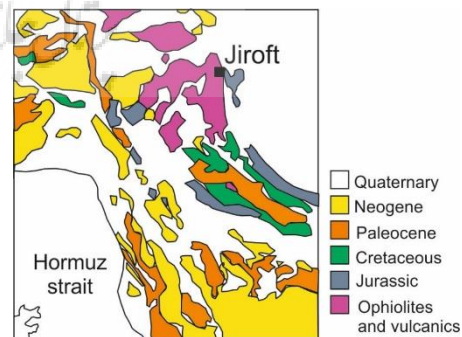 Jiroft
Hormuz
strait
Quaternary
Neogene
Paleocene
Cretaceous
Jurassic
Ophiolites
and vulcanics